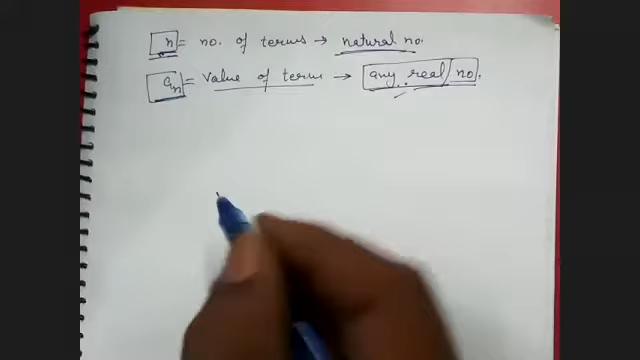 n = no. of terms → natural no.
aₙ = value of term → any real no.